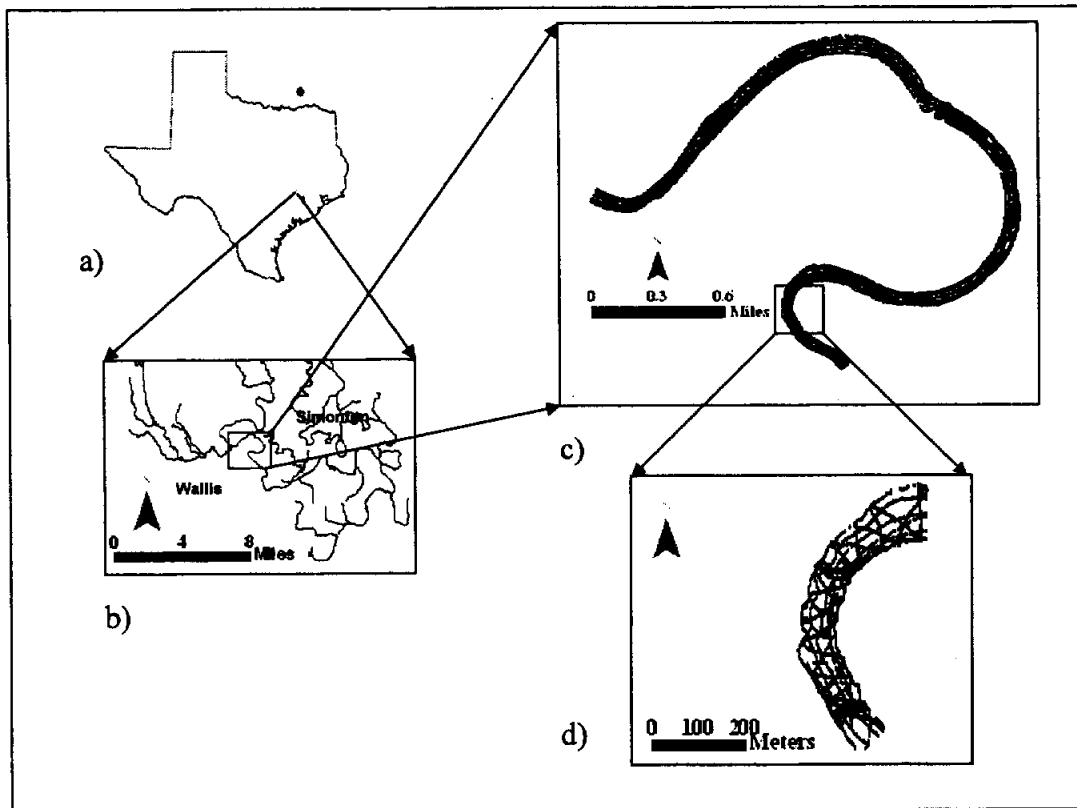 a)
0 0.3 0.6
Miles
Simonton
Wallis
0 4 8
Miles
c)
b)
0 100 200
Meters
d)